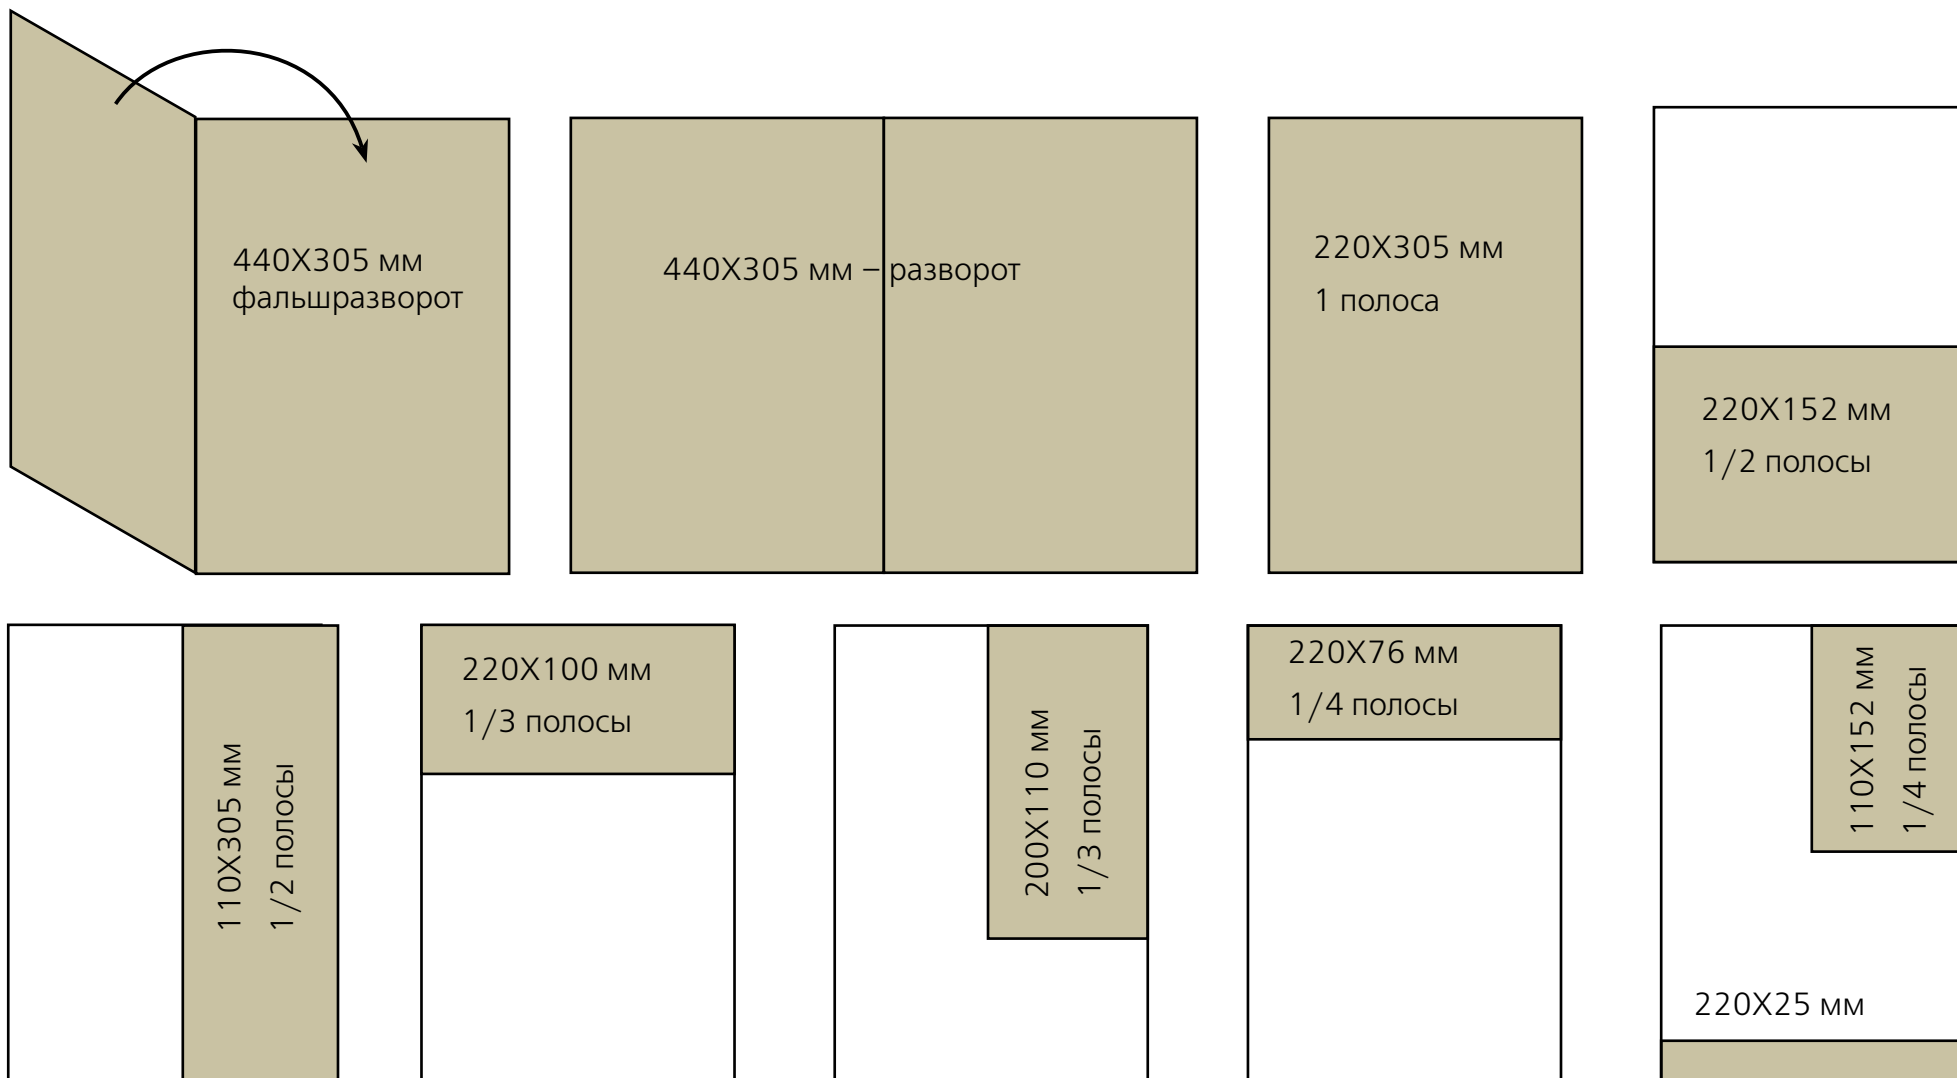 440X305 мм
фальшразворот
440X305 мм – разворот
220X305 мм
1 полоса
220X152 мм
1/2 полосы
110X305 мм
1/2 полосы
220X100 мм
1/3 полосы
200X110 мм
1/3 полосы
220X76 мм
1/4 полосы
110X152 мм
1/4 полосы
220X25 мм